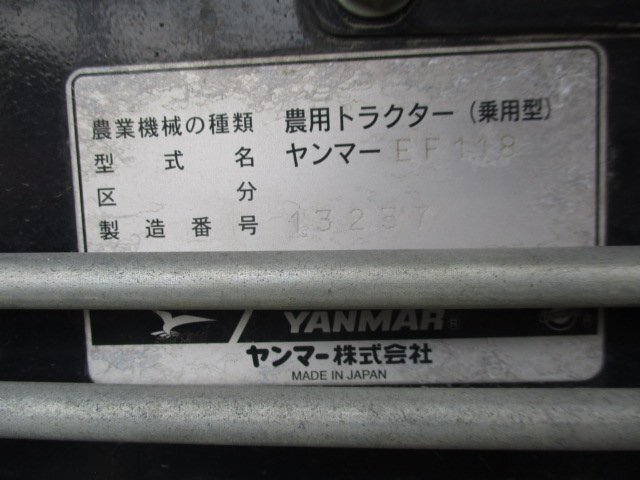 農業機械の種類 農用トラクター（乗用型）
型式名 ヤンマー EF118
区分
製造番号 13237
YANMAR
ヤンマー株式会社
MADE IN JAPAN